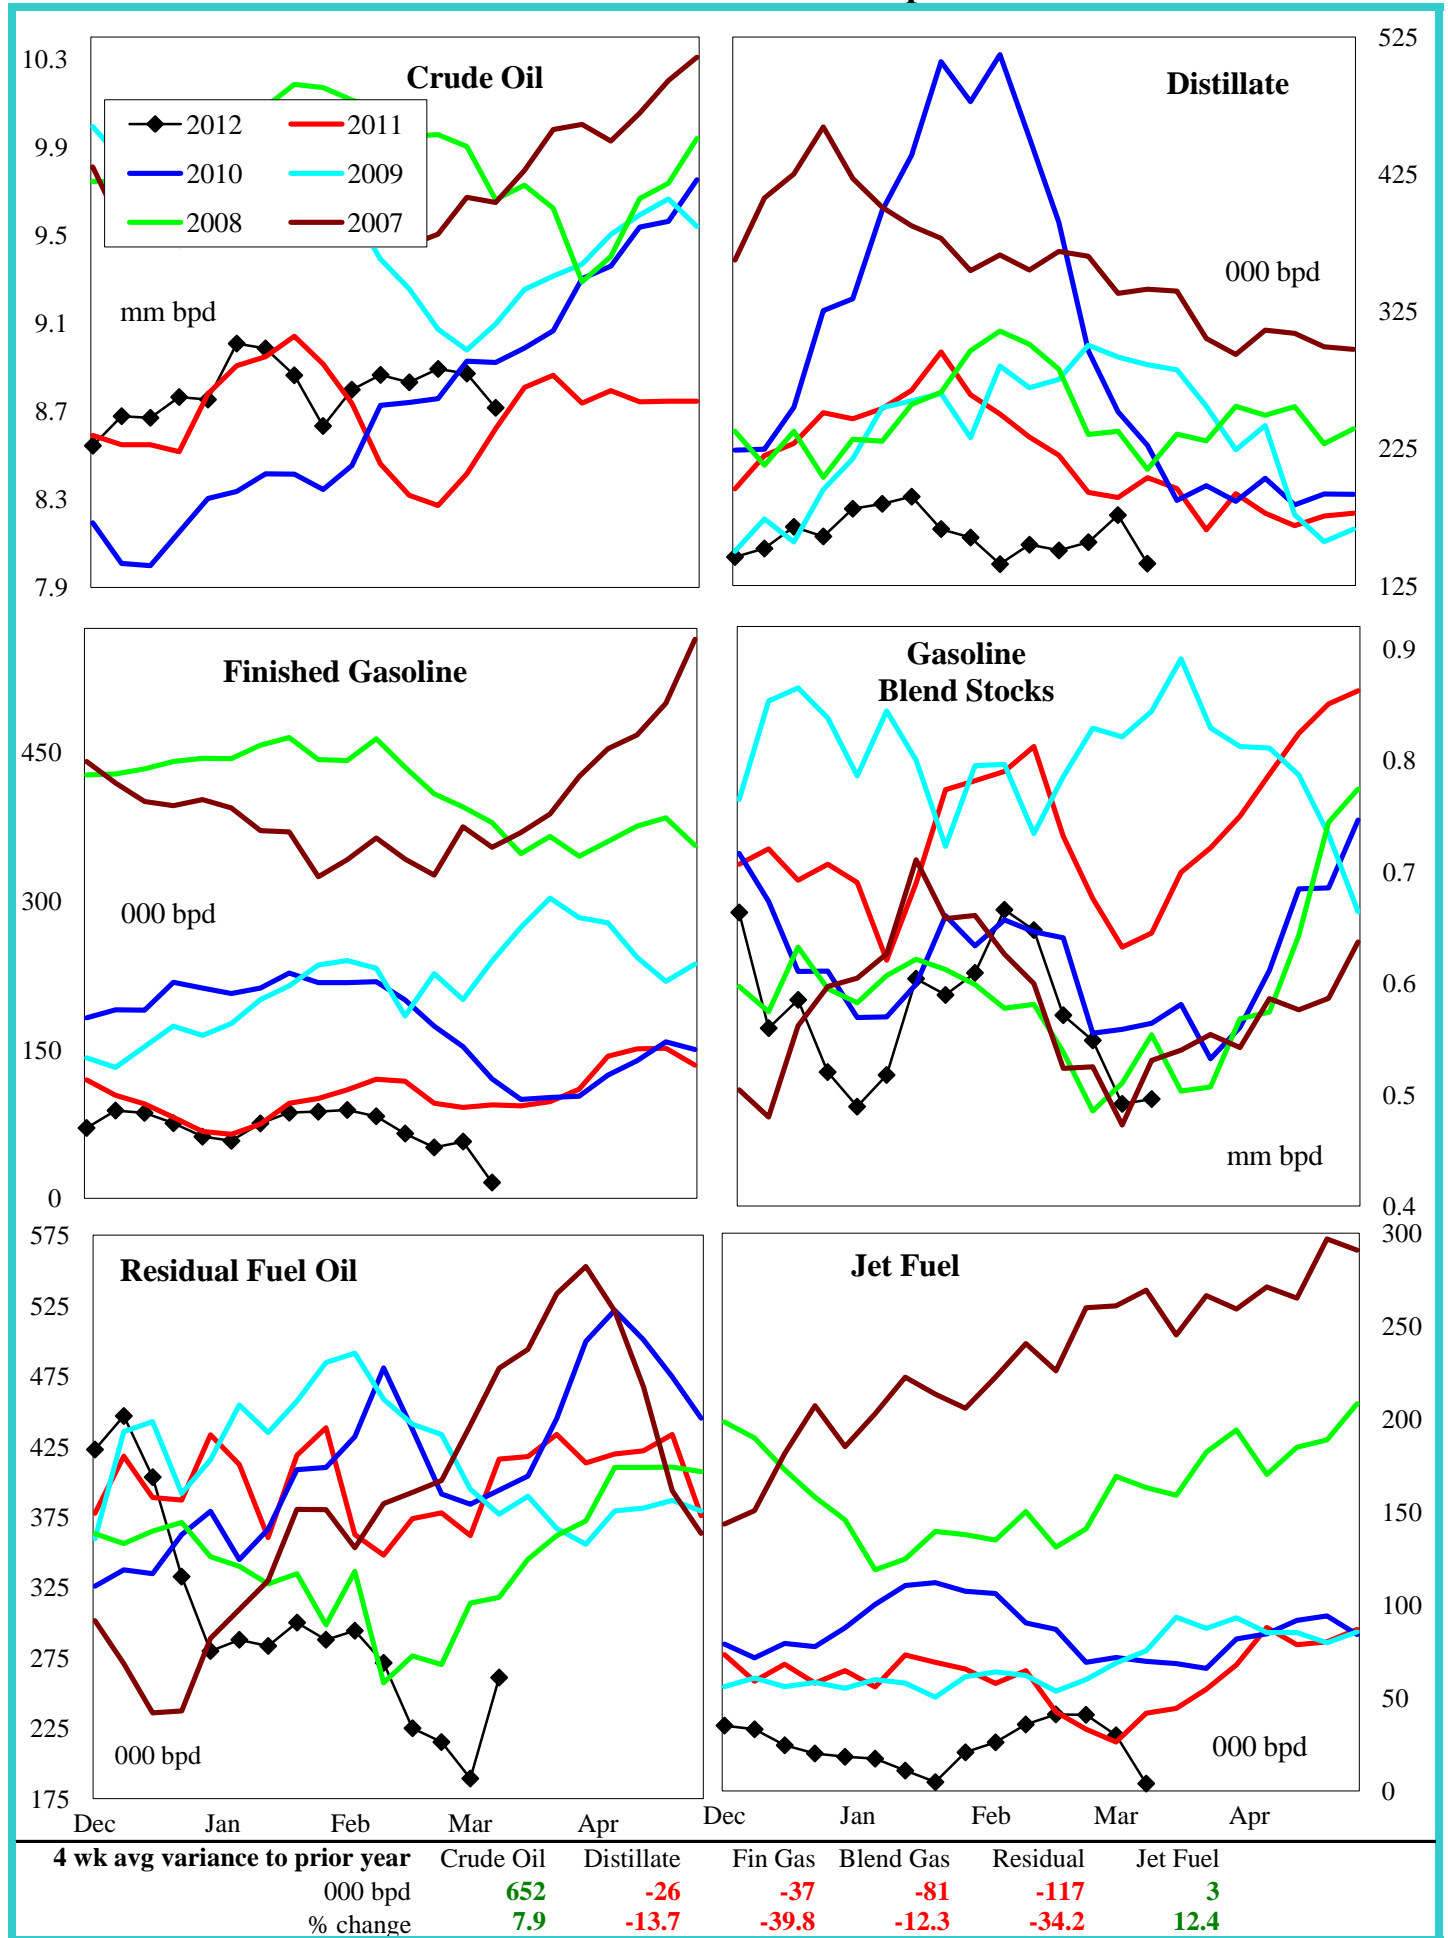 Crude Oil
10.3
9.9
9.5
9.1
8.7
8.3
7.9
2012 2011
2010 2009
2008 2007
mm bpd
Distillate
000 bpd
525
425
325
225
125
Finished Gasoline
450
300
150
0
000 bpd
Gasoline
Blend Stocks
0.9
0.8
0.7
0.6
0.5
0.4
mm bpd
Residual Fuel Oil
575
525
475
425
375
325
275
225
175
000 bpd
Dec Jan Feb Mar Apr
Jet Fuel
300
250
200
150
100
50
0
000 bpd
Dec Jan Feb Mar Apr
4 wk avg variance to prior year Crude Oil Distillate Fin Gas Blend Gas Residual Jet Fuel
000 bpd 652 -26 -37 -81 -117 3
% change 7.9 -13.7 -39.8 -12.3 -34.2 12.4